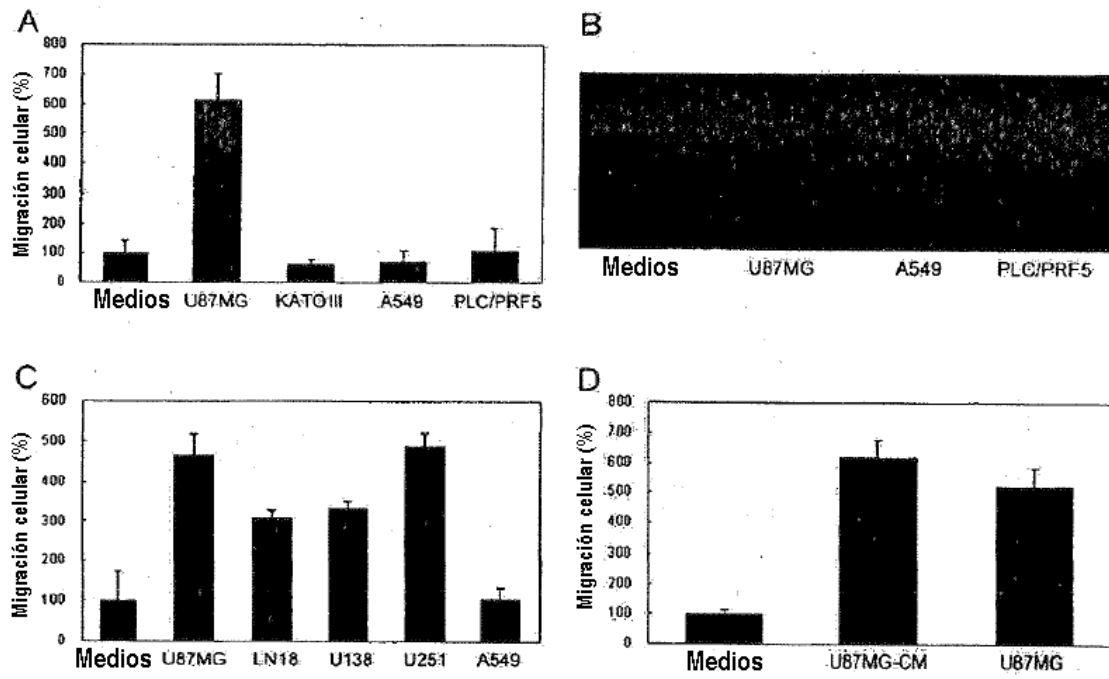 A
Migración celular (%)
800
700
600
500
400
300
200
100
0
Medios U87MG KATOIII A549 PLC/PRF5
B
Medios U87MG A549 PLC/PRF5
C
Migración celular (%)
600
500
400
300
200
100
0
Medios U87MG LN18 U138 U251 A549
D
Migración celular (%)
800
700
600
500
400
300
200
100
0
Medios U87MG-CM U87MG